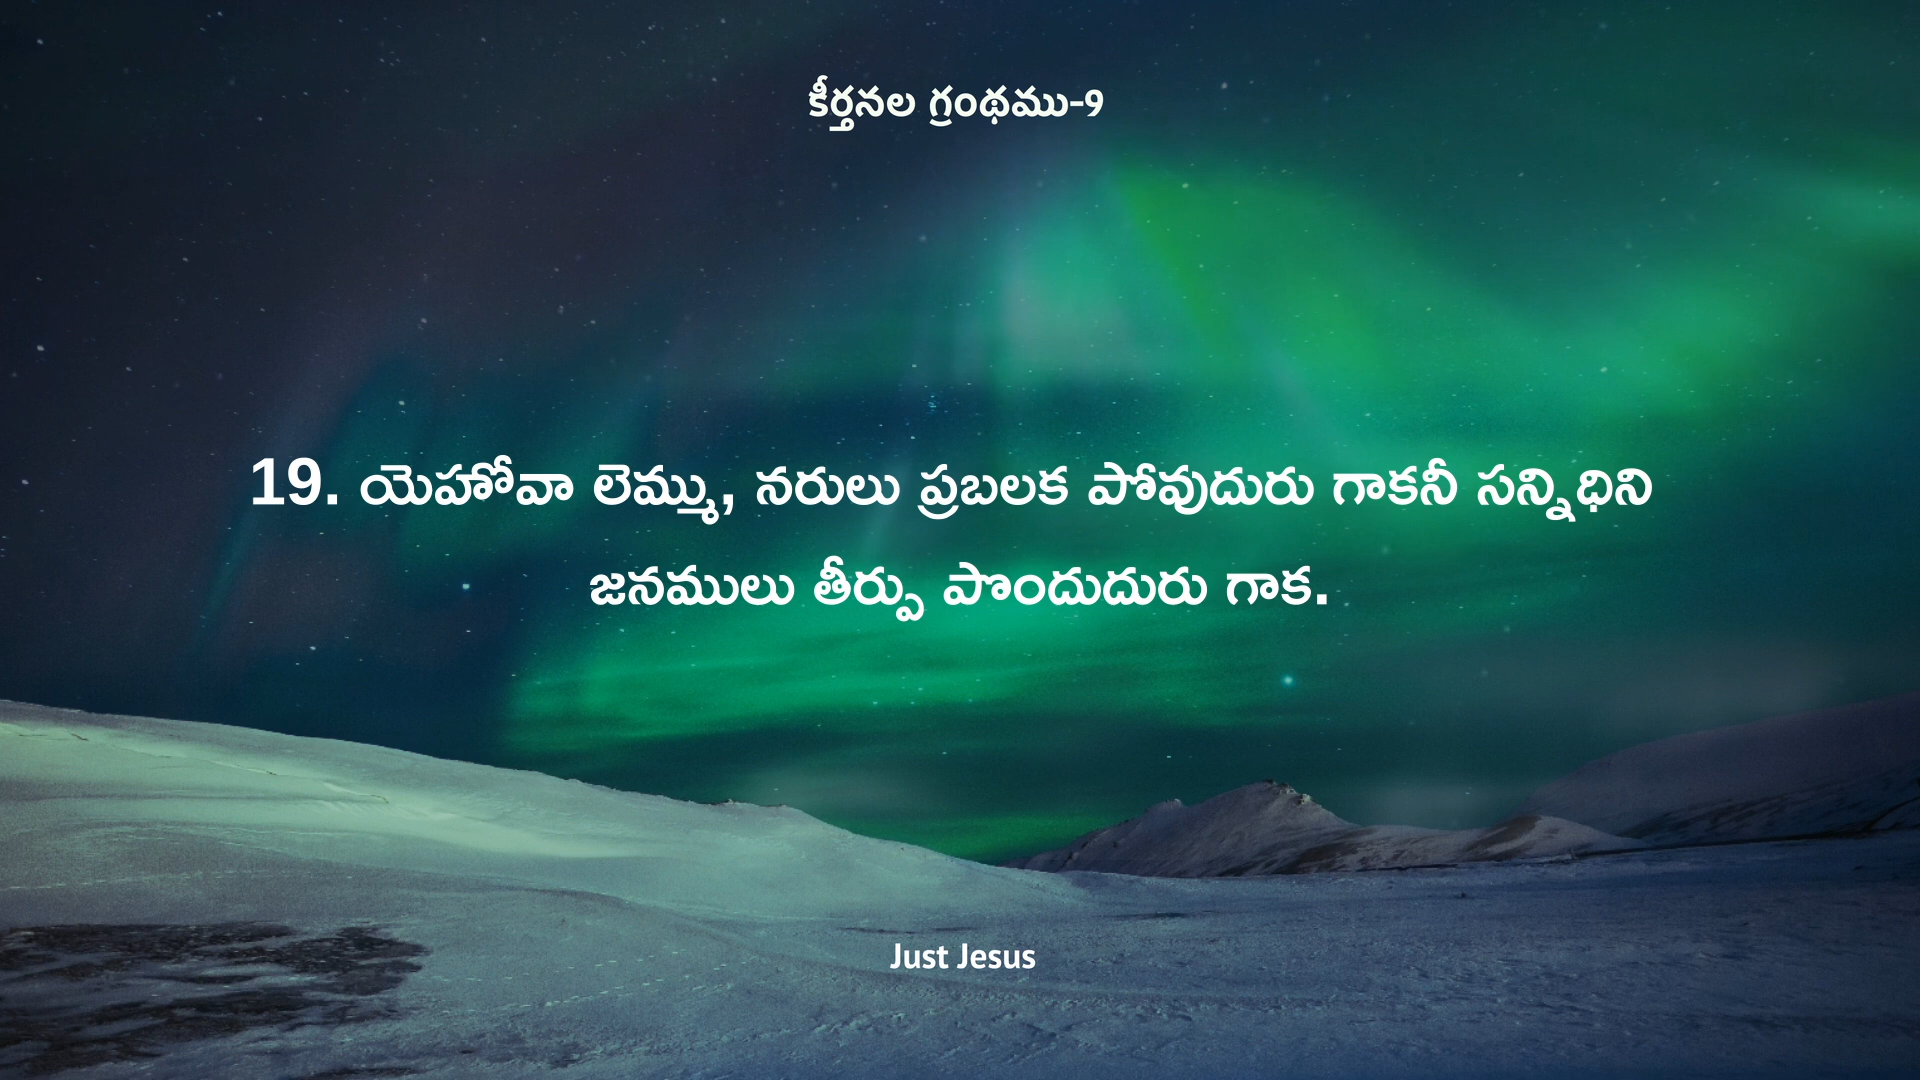 కీర్తనల గ్రంథము-9
19. యెహోవా లెమ్ము, నరులు ప్రబలక పోవుదురు గాకనీ సన్నిధిని
జనములు తీర్పు పొందుదురు గాక.
Just Jesus